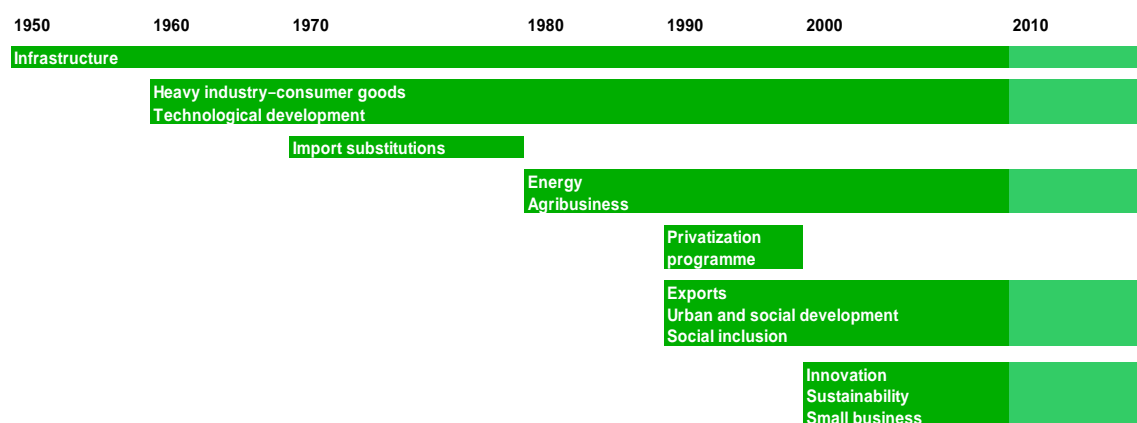 1950 1960 1970 1980 1990 2000 2010
Infrastructure
Heavy industry–consumer goods
Technological development
Import substitutions
Energy
Agribusiness
Privatization
programme
Exports
Urban and social development
Social inclusion
Innovation
Sustainability
Small business